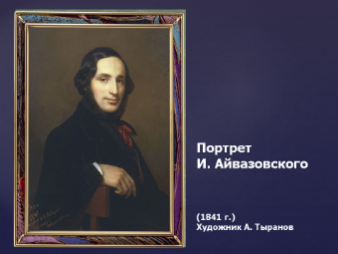 Портрет
И. Айвазовского
(1841 г.)
Художник А. Тыранов